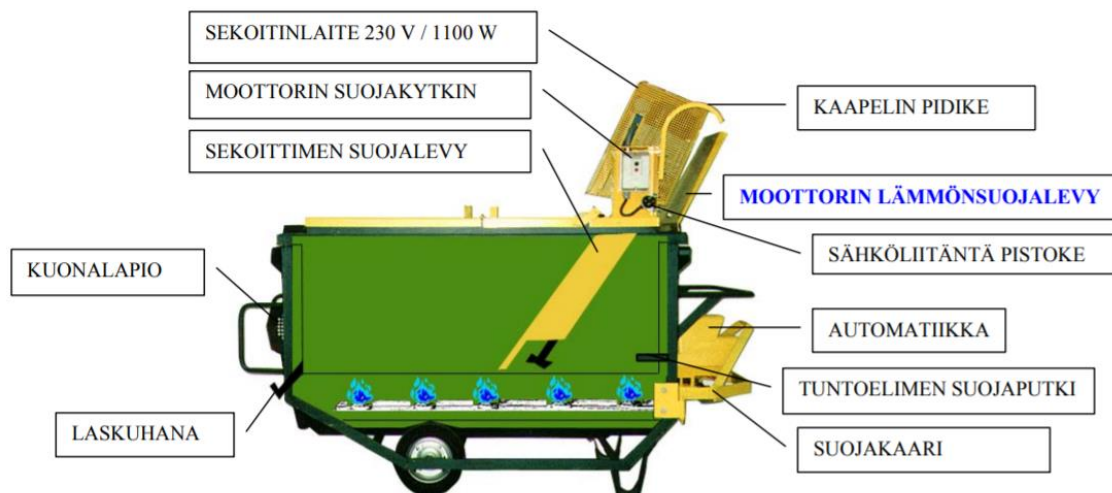 SEKOITINLAITE 230 V / 1100 W
MOOTTORIN SUOJAKYTKIN
SEKOITTIMEN SUOJALEVY
KUONALAPIO
LASKUHANA
KAAPELIN PIDIKE
MOOTTORIN LÄMMÖNSUOJALEVY
SÄHKÖLIITÄNTÄ PISTOKE
AUTOMATIIKKA
TUNTOELIMEN SUOJAPUTKI
SUOJAKAARI